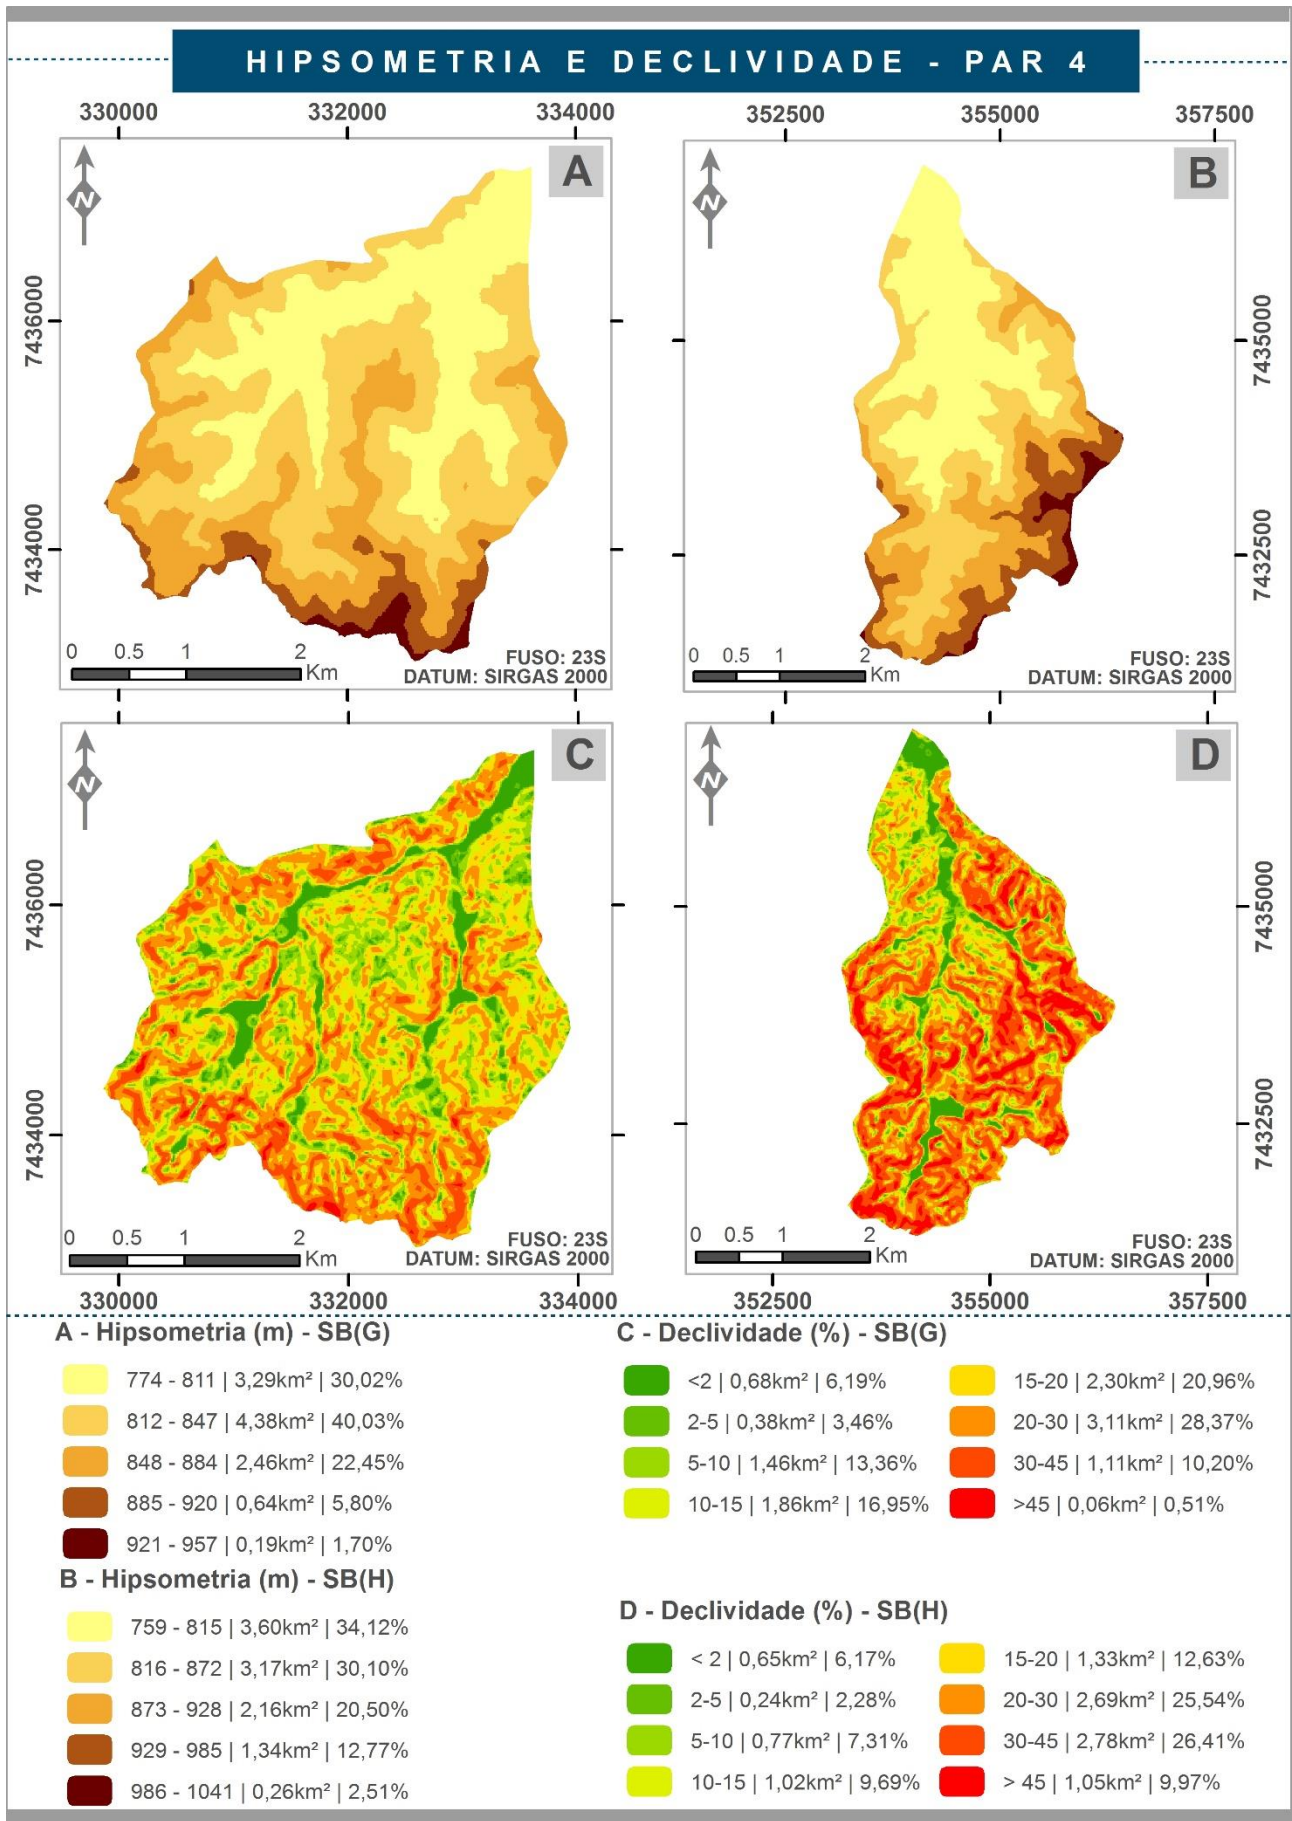 HIPSOMETRIA E DECLIVIDADE - PAR 4
330000 332000 334000
352500 355000 357500
N
A
7436000
7434000
0 0.5 1 2
Km
FUSO: 23S
DATUM: SIRGAS 2000
N
B
7435000
7432500
0 0.5 1 2
Km
FUSO: 23S
DATUM: SIRGAS 2000
N
C
7436000
7434000
0 0.5 1 2
Km
FUSO: 23S
DATUM: SIRGAS 2000
330000 332000 334000
N
D
7435000
7432500
0 0.5 1 2
Km
FUSO: 23S
DATUM: SIRGAS 2000
352500 355000 357500
A - Hipsometria (m) - SB(G)
774 - 811 | 3,29km² | 30,02%
812 - 847 | 4,38km² | 40,03%
848 - 884 | 2,46km² | 22,45%
885 - 920 | 0,64km² | 5,80%
921 - 957 | 0,19km² | 1,70%
B - Hipsometria (m) - SB(H)
759 - 815 | 3,60km² | 34,12%
816 - 872 | 3,17km² | 30,10%
873 - 928 | 2,16km² | 20,50%
929 - 985 | 1,34km² | 12,77%
986 - 1041 | 0,26km² | 2,51%
C - Declividade (%) - SB(G)
<2 | 0,68km² | 6,19%
2-5 | 0,38km² | 3,46%
5-10 | 1,46km² | 13,36%
10-15 | 1,86km² | 16,95%
15-20 | 2,30km² | 20,96%
20-30 | 3,11km² | 28,37%
30-45 | 1,11km² | 10,20%
>45 | 0,06km² | 0,51%
D - Declividade (%) - SB(H)
< 2 | 0,65km² | 6,17%
2-5 | 0,24km² | 2,28%
5-10 | 0,77km² | 7,31%
10-15 | 1,02km² | 9,69%
15-20 | 1,33km² | 12,63%
20-30 | 2,69km² | 25,54%
30-45 | 2,78km² | 26,41%
> 45 | 1,05km² | 9,97%